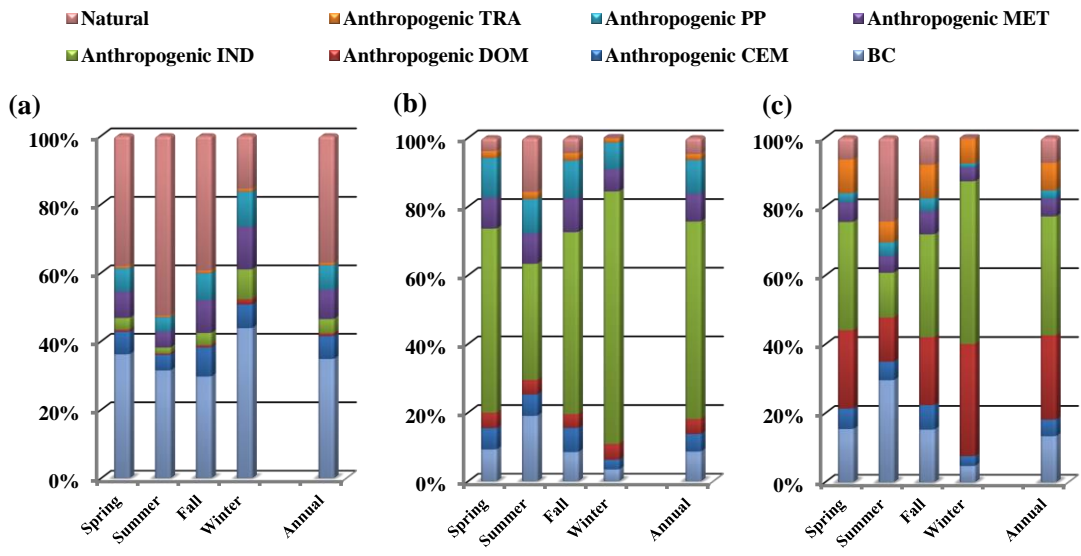 Natural Anthropogenic TRA Anthropogenic PP Anthropogenic MET
Anthropogenic IND Anthropogenic DOM Anthropogenic CEM BC
(a)
100%
80%
60%
40%
20%
0%
Spring Summer Fall Winter Annual
(b)
100%
80%
60%
40%
20%
0%
Spring Summer Fall Winter Annual
(c)
100%
80%
60%
40%
20%
0%
Spring Summer Fall Winter Annual